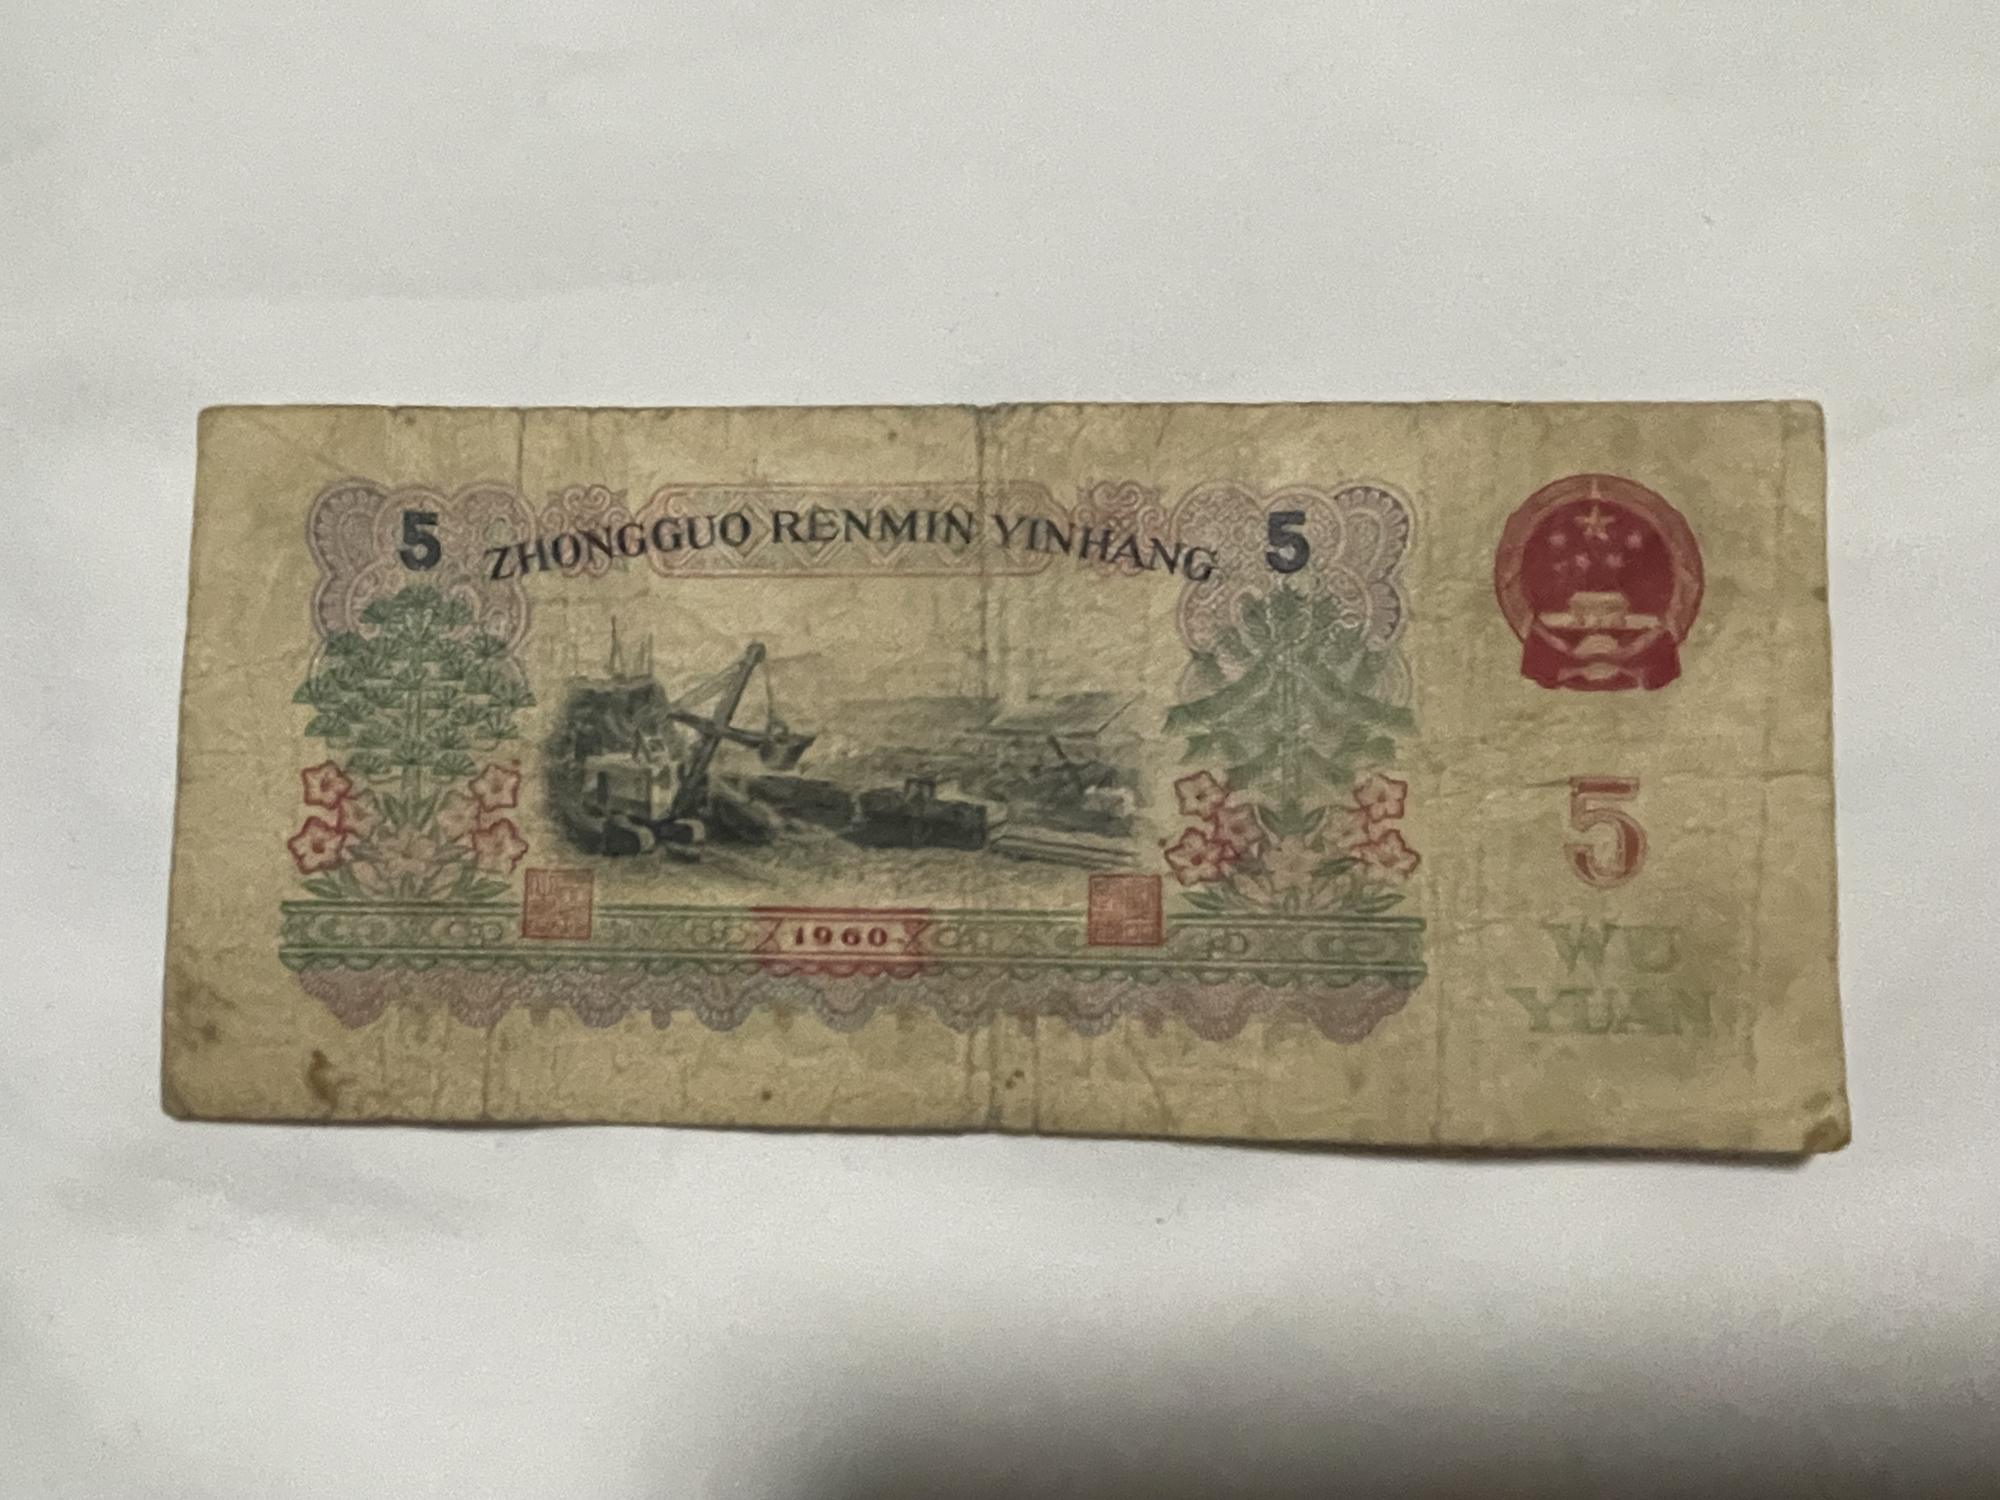 5 ZHONGGUO RENMIN YINHANG 5
5
WU
YUAN
1960